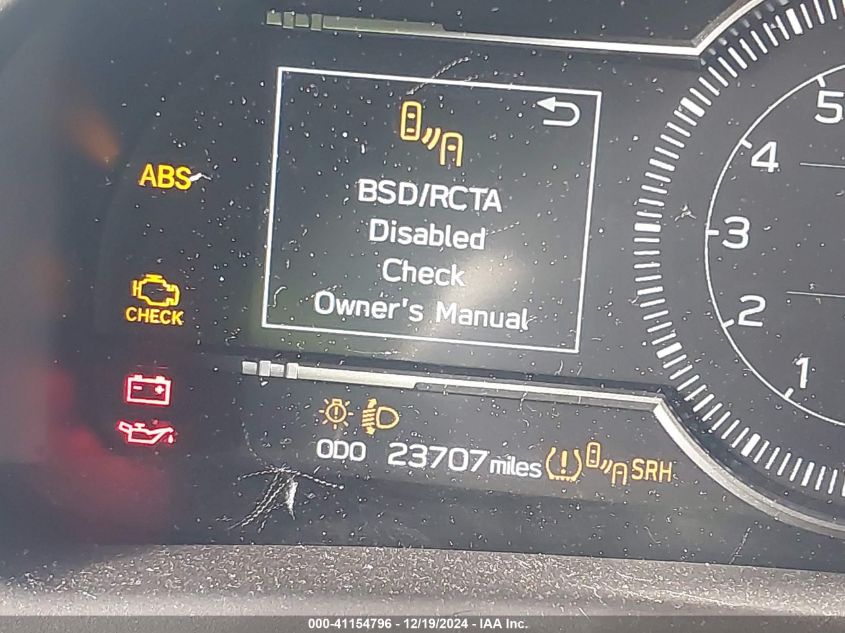 ABS
BSD/RCTA
Disabled
Check
Owner's Manual
CHECK
ODO 23707 miles
SRH
5
4
3
2
1
000-41154796 - 12/19/2024 - IAA Inc.